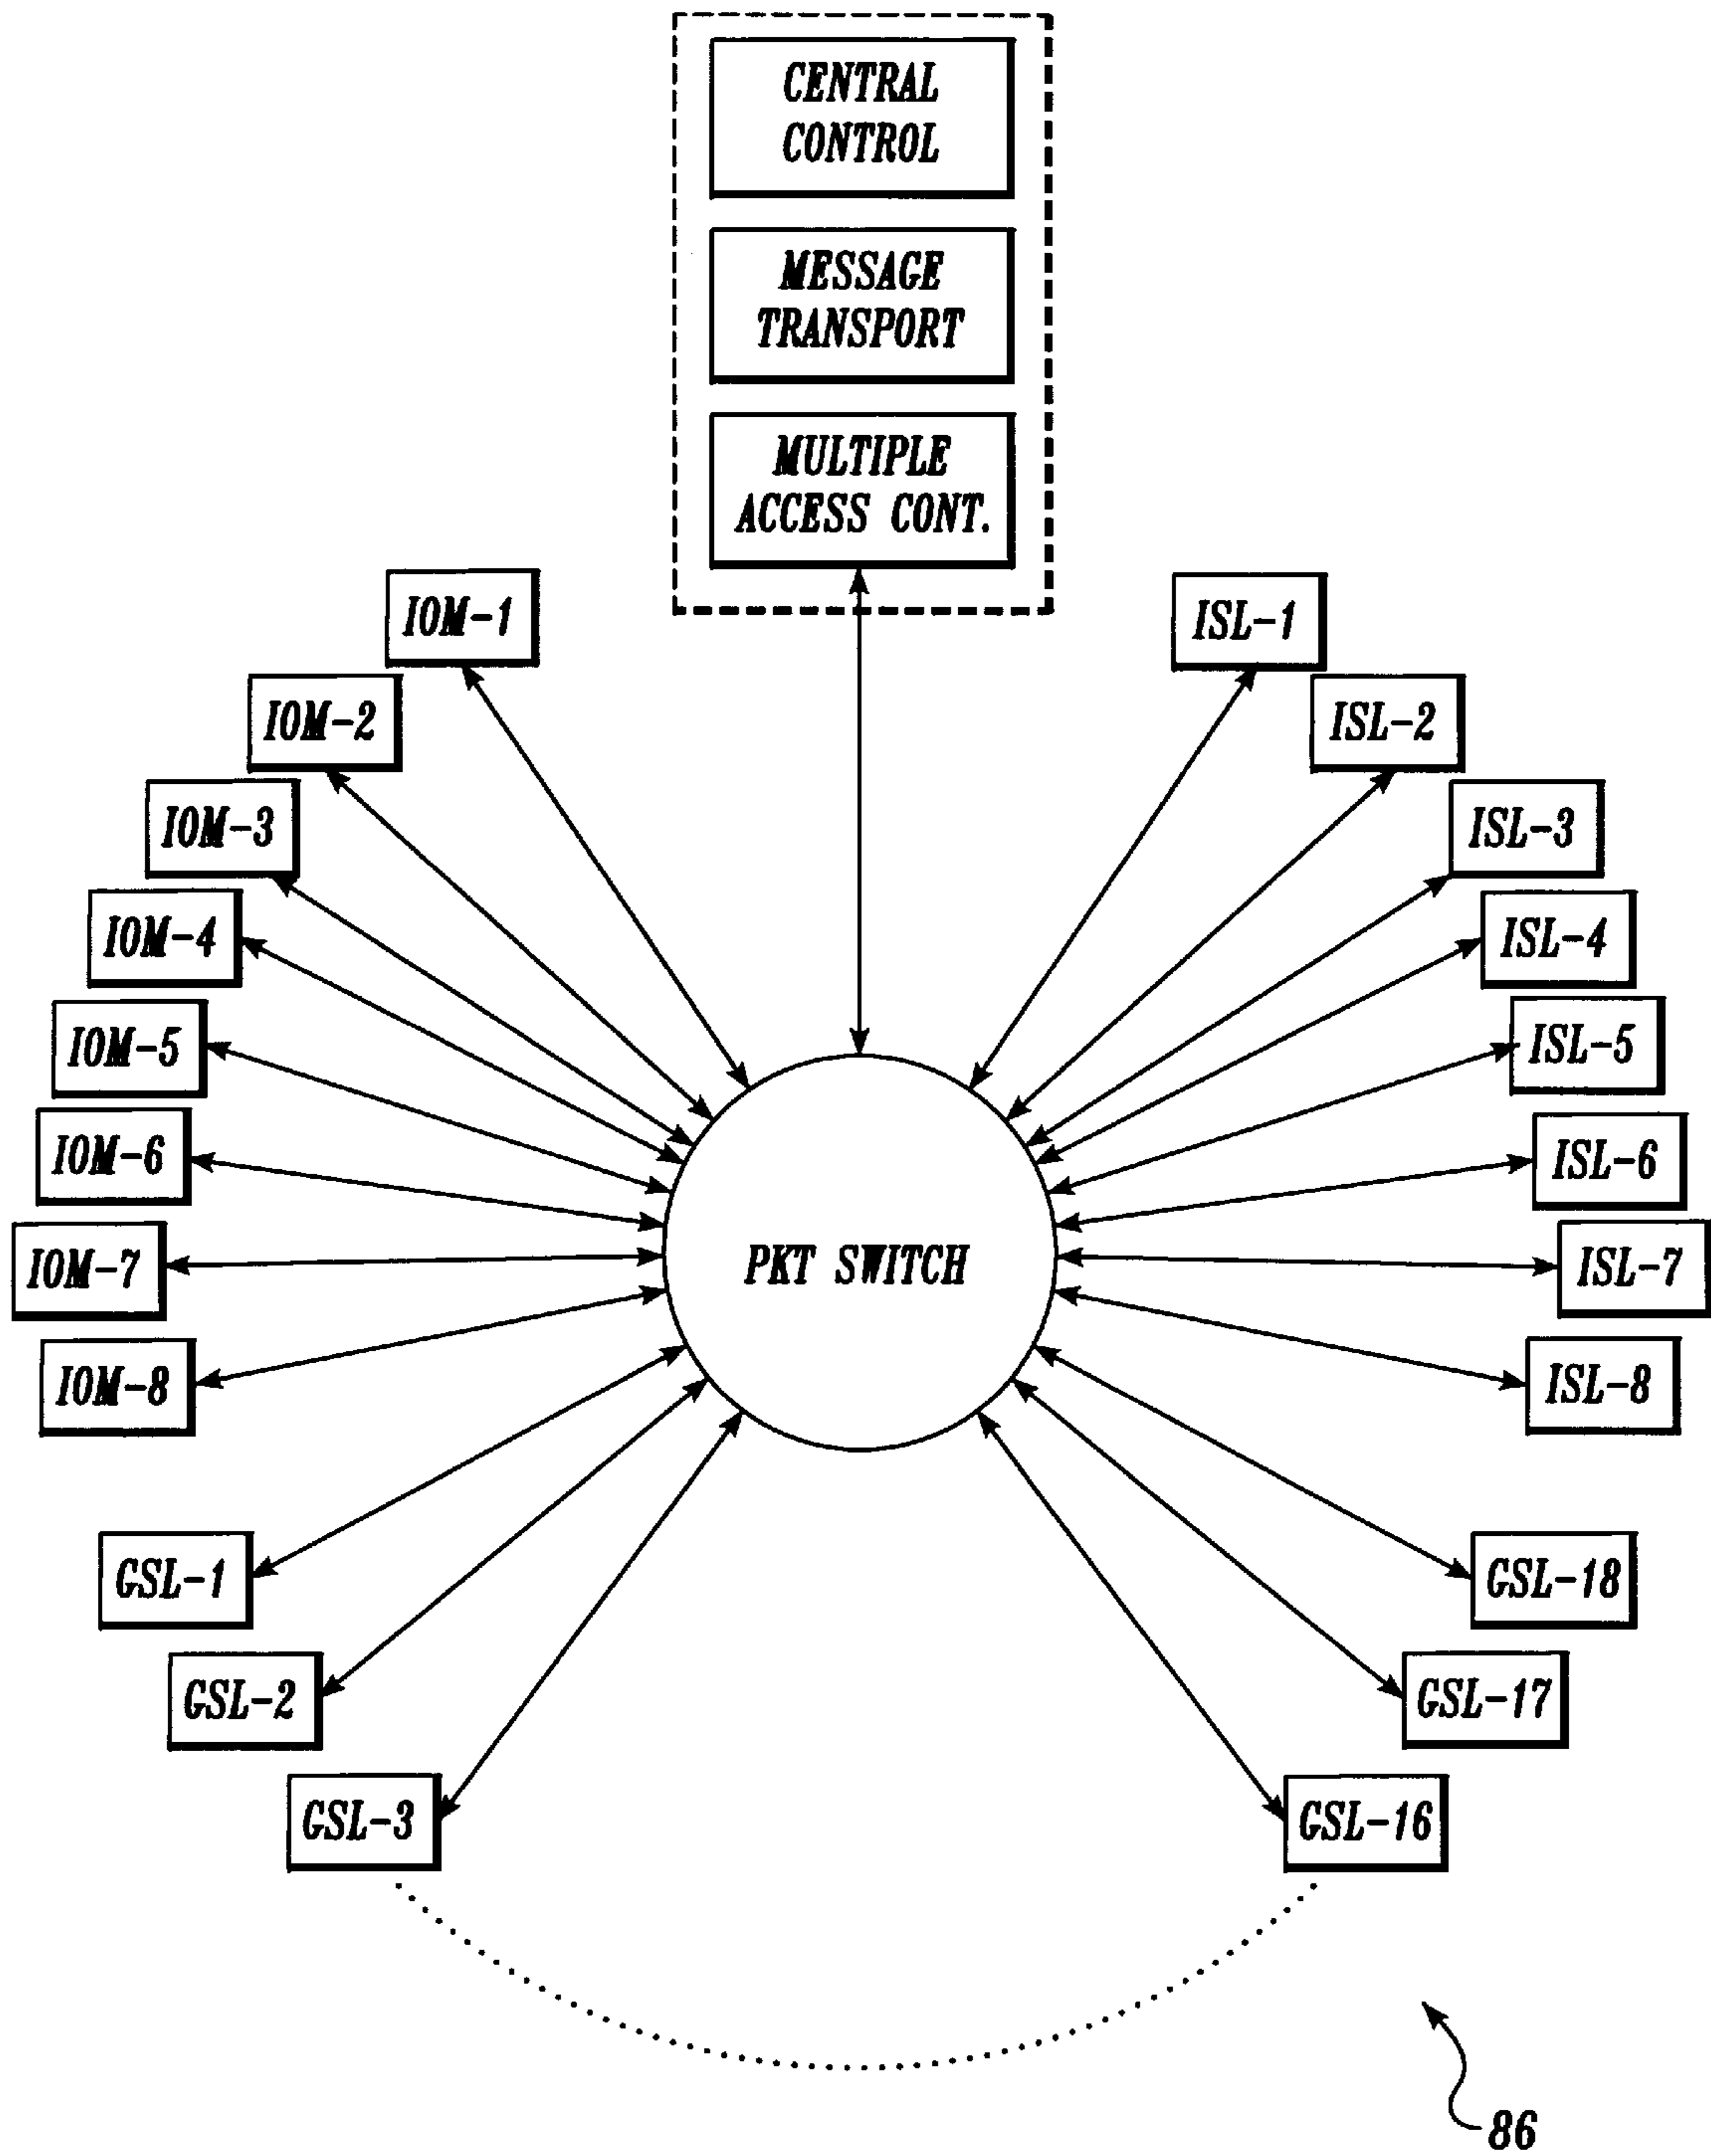 CENTRAL
CONTROL
MESSAGE
TRANSPORT
MULTIPLE
ACCESS CONT.
IOM-1
IOM-2
IOM-3
IOM-4
IOM-5
IOM-6
IOM-7
IOM-8
ISL-1
ISL-2
ISL-3
ISL-4
ISL-5
ISL-6
ISL-7
ISL-8
PKT SWITCH
GSL-1
GSL-2
GSL-3
GSL-18
GSL-17
GSL-16
86